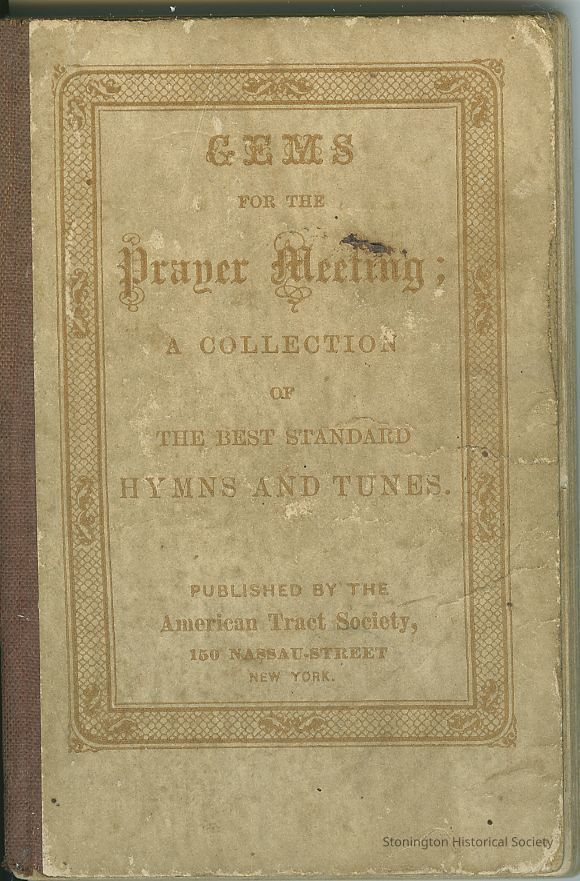 GEMS
FOR THE
Prayer Meeting;
A COLLECTION
OF
THE BEST STANDARD
HYMNS AND TUNES.
PUBLISHED BY THE
American Tract Society,
150 NASSAU-STREET
NEW YORK.
Stonington Historical Society